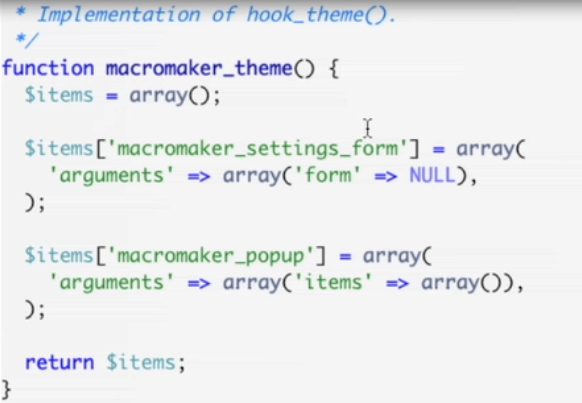 * Implementation of hook_theme().
*/
function macromaker_theme() {
$items = array();
$items['macromaker_settings_form'] = array(
'arguments' => array('form' => NULL),
);
$items['macromaker_popup'] = array(
'arguments' => array('items' => array()),
);
return $items;
}